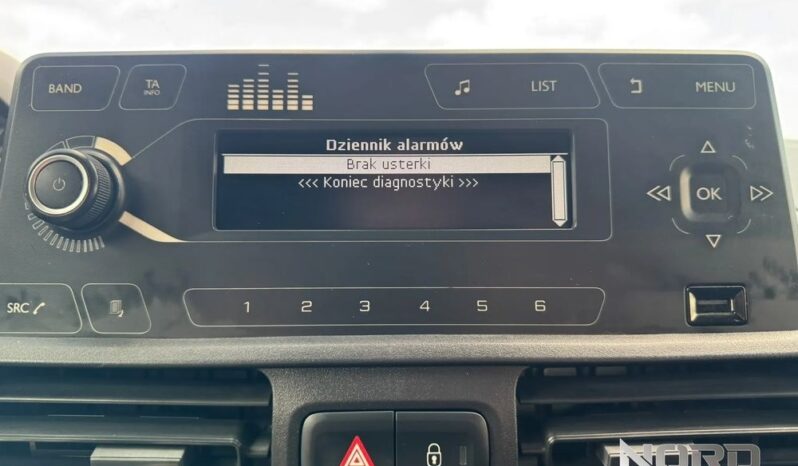 BAND
TA
INFO
LIST
MENU
Dziennik alarmów
Brak usterki
<<< Koniec diagnostyki >>>
OK
SRC
1 2 3 4 5 6
NORD